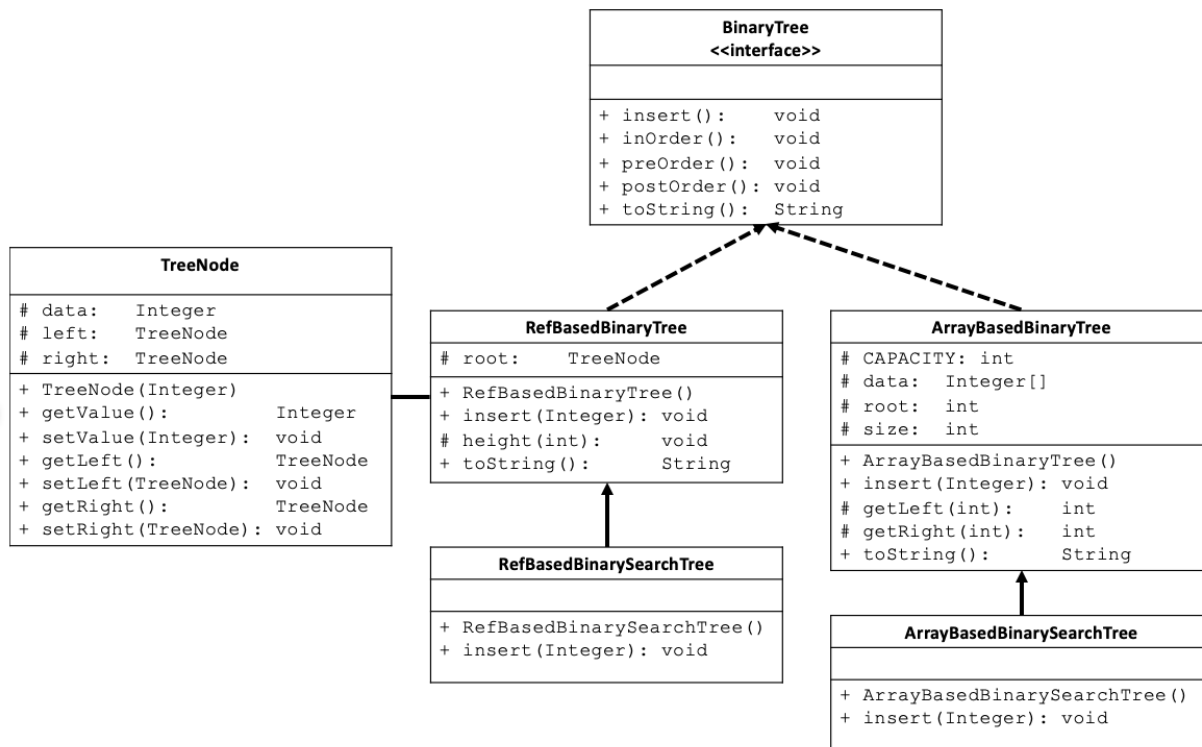 BinaryTree
<<interface>>
+ insert(): void
+ inOrder(): void
+ preOrder(): void
+ postOrder(): void
+ toString(): String
TreeNode
# data: Integer
# left: TreeNode
# right: TreeNode
+ TreeNode(Integer)
+ getValue(): Integer
+ setValue(Integer): void
+ getLeft(): TreeNode
+ setLeft(TreeNode): void
+ getRight(): TreeNode
+ setRight(TreeNode): void
RefBasedBinaryTree
# root: TreeNode
+ RefBasedBinaryTree()
+ insert(Integer): void
# height(int): void
+ toString(): String
ArrayBasedBinaryTree
# CAPACITY: int
# data: Integer[]
# root: int
# size: int
+ ArrayBasedBinaryTree()
+ insert(Integer): void
# getLeft(int): int
# getRight(int): int
+ toString(): String
RefBasedBinarySearchTree
+ RefBasedBinarySearchTree()
+ insert(Integer): void
ArrayBasedBinarySearchTree
+ ArrayBasedBinarySearchTree()
+ insert(Integer): void